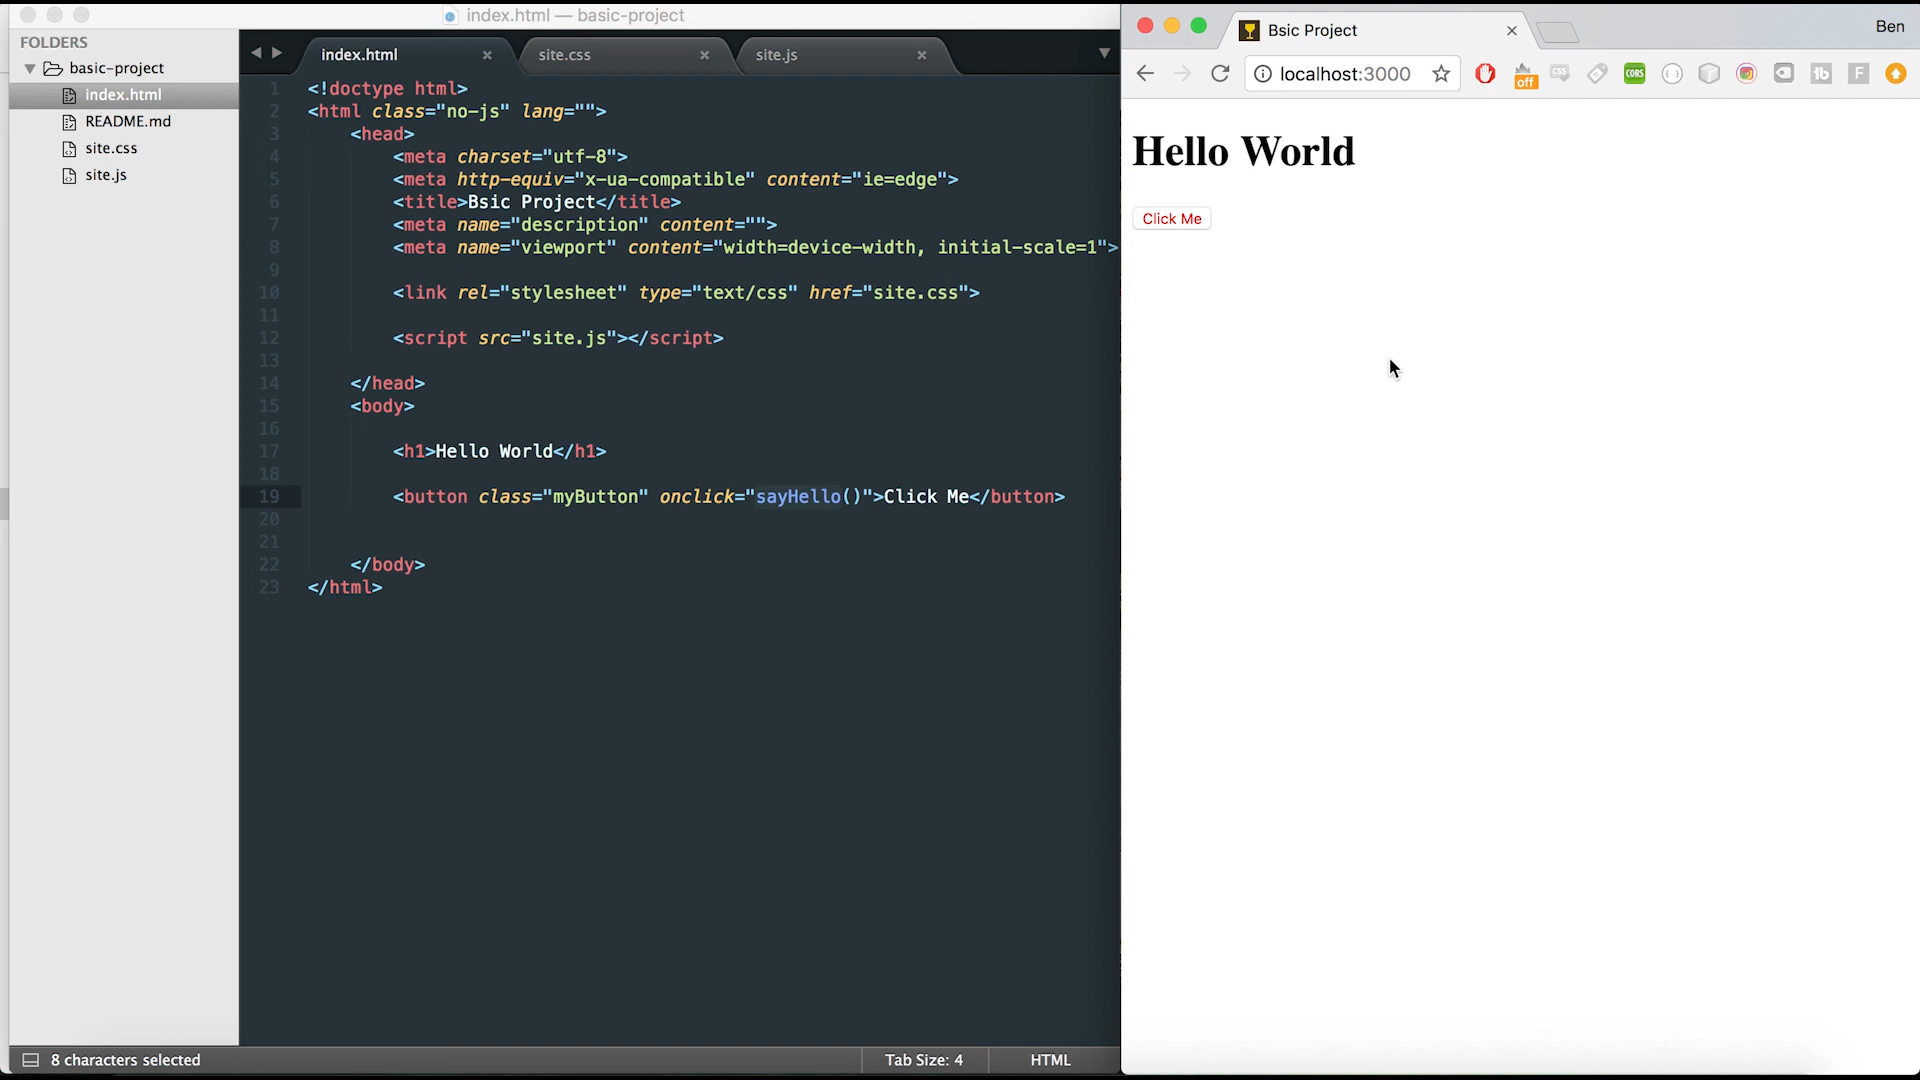 index.html — basic-project
FOLDERS
basic-project
index.html
README.md
site.css
site.js
index.html
site.css
site.js
1 <!doctype html>
2 <html class="no-js" lang="">
3 <head>
4 <meta charset="utf-8">
5 <meta http-equiv="x-ua-compatible" content="ie=edge">
6 <title>Bsic Project</title>
7 <meta name="description" content="">
8 <meta name="viewport" content="width=device-width, initial-scale=1">
9
10 <link rel="stylesheet" type="text/css" href="site.css">
11
12 <script src="site.js"></script>
13
14 </head>
15 <body>
16
17 <h1>Hello World</h1>
18
19 <button class="myButton" onclick="sayHello()">Click Me</button>
20
21
22 </body>
23 </html>
8 characters selected
Tab Size: 4
HTML
Bsic Project
Ben
localhost:3000
off
CSS
CORS
F
Hello World
Click Me